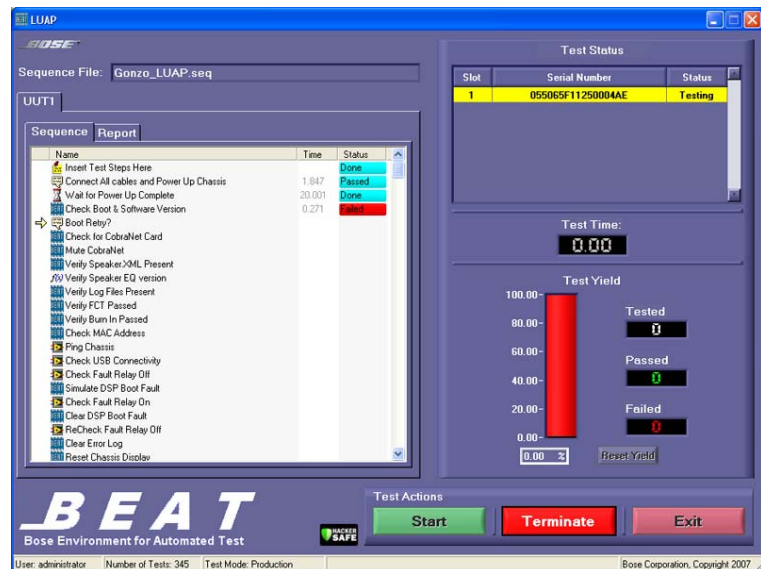 LUAP
BOSE
Sequence File: Gonzo_LUAP.seq
UUT1
Sequence Report
Name Time Status
Insert Test Steps Here Done
Connect All cables and Power Up Chassis 1.847 Passed
Wait for Power Up Complete 20.001 Done
Check Boot & Software Version 0.271 Failed
Boot Retry?
Check for CobraNet Card
Mute CobraNet
Verify Speaker.XML Present
f(x) Verify Speaker EQ version
Verify Log Files Present
Verify FCT Passed
Verify Burn In Passed
Check MAC Address
Ping Chassis
Check USB Connectivity
Check Fault Relay Off
Simulate DSP Boot Fault
Check Fault Relay On
Clear DSP Boot Fault
ReCheck Fault Relay Off
Clear Error Log
Reset Chassis Display
Test Status
Slot Serial Number Status
1 055065F11250004AE Testing
Test Time:
0.00
Test Yield
100.00
80.00
60.00
40.00
20.00
0.00
0.00 %
Tested
0
Passed
0
Failed
0
Reset Yield
BEAT
Bose Environment for Automated Test
HACKER SAFE
Test Actions
Start Terminate Exit
User: administrator Number of Tests: 345 Test Mode: Production Bose Corporation, Copyright 2007